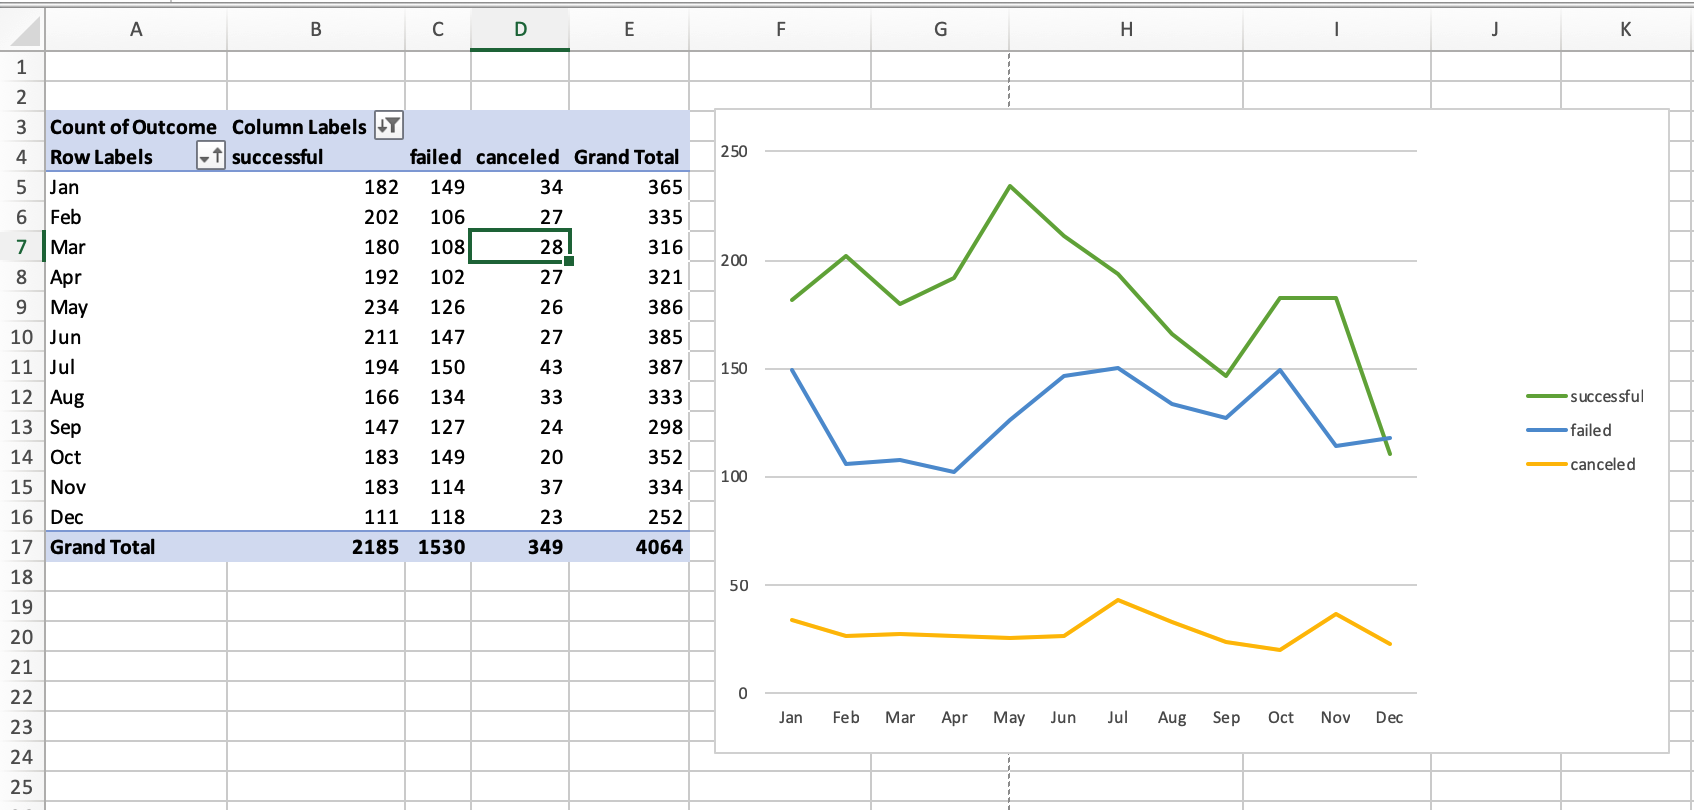 A B C D E F G H I J K
1
2
3 Count of Outcome Column Labels
4 Row Labels successful failed canceled Grand Total
5 Jan 182 149 34 365
6 Feb 202 106 27 335
7 Mar 180 108 28 316
8 Apr 192 102 27 321
9 May 234 126 26 386
10 Jun 211 147 27 385
11 Jul 194 150 43 387
12 Aug 166 134 33 333
13 Sep 147 127 24 298
14 Oct 183 149 20 352
15 Nov 183 114 37 334
16 Dec 111 118 23 252
17 Grand Total 2185 1530 349 4064
18
19
20
21
22
23
24
25
250
200
150
100
50
0
Jan Feb Mar Apr May Jun Jul Aug Sep Oct Nov Dec
successful
failed
canceled